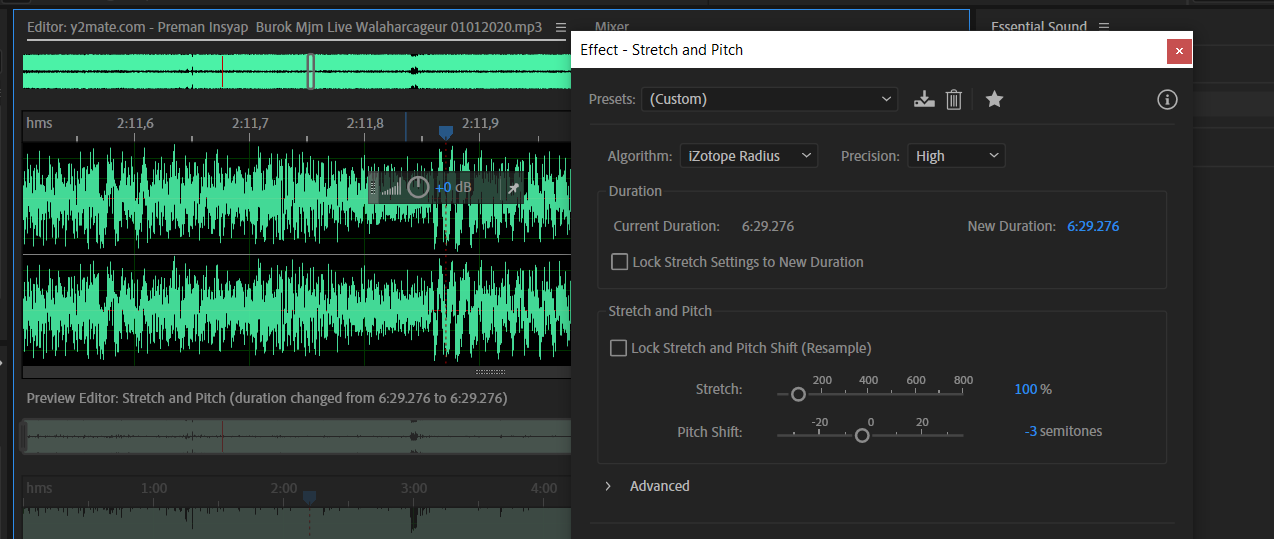 Editor: y2mate.com - Preman Insyap  Burok Mjm Live Walaharcageur 01012020.mp3
Mixer
Essential Sound
Effect - Stretch and Pitch
Presets: (Custom)
hms 2:11,6 2:11,7 2:11,8 2:11,9
+0 dB
Algorithm: iZotope Radius Precision: High
Duration
Current Duration: 6:29.276 New Duration: 6:29.276
Lock Stretch Settings to New Duration
Stretch and Pitch
Lock Stretch and Pitch Shift (Resample)
200 400 600 800
Stretch: 100 %
-20 0 20
Pitch Shift: -3 semitones
Advanced
Preview Editor: Stretch and Pitch (duration changed from 6:29.276 to 6:29.276)
hms 1:00 2:00 3:00 4:00